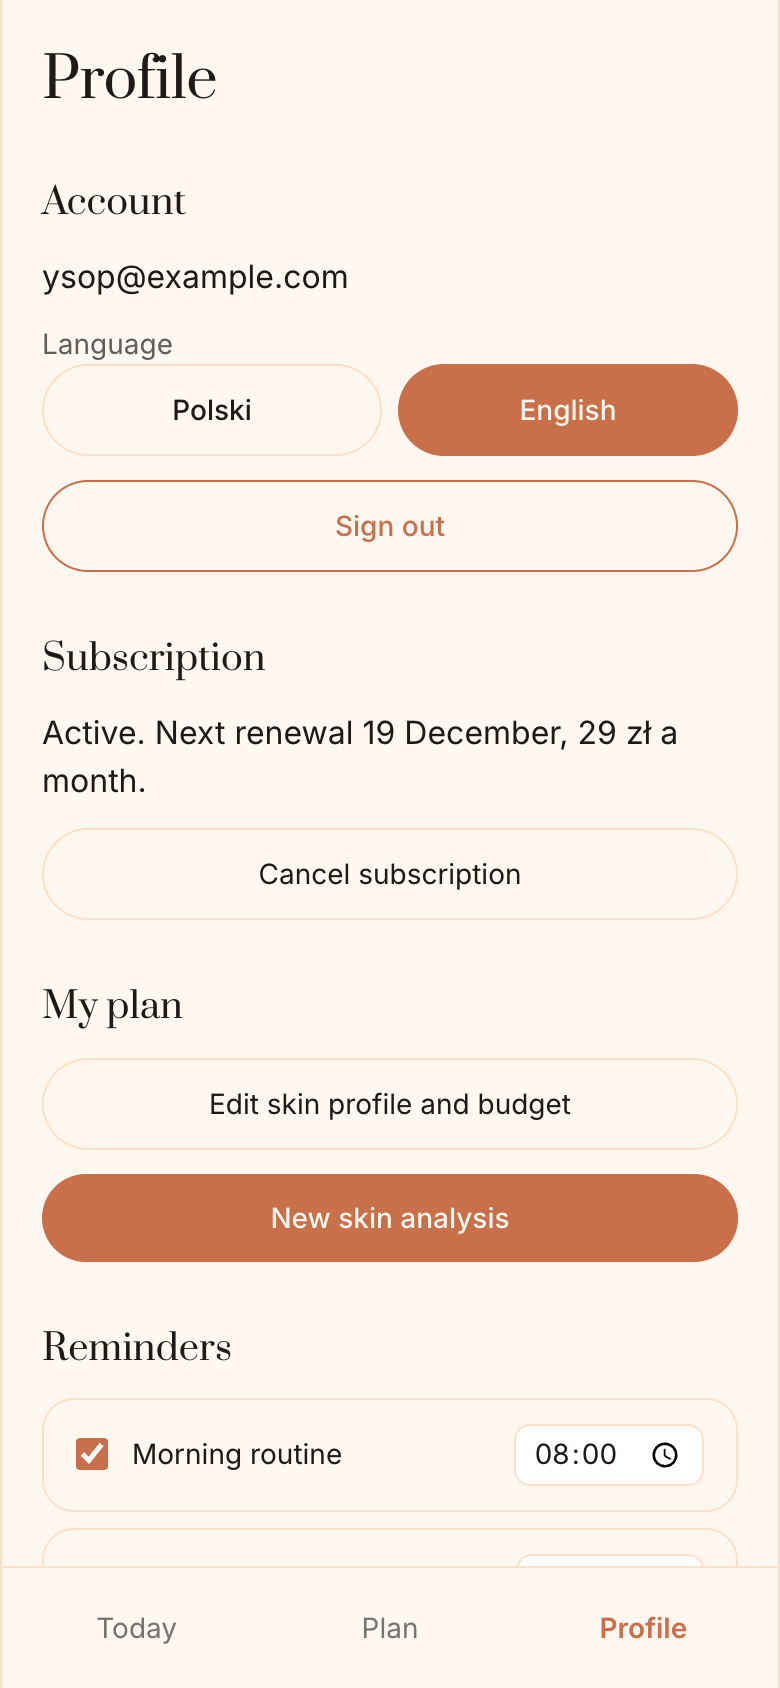 Profile
Account
ysop@example.com
Language
Polski
English
Sign out
Subscription
Active. Next renewal 19 December, 29 zł a
month.
Cancel subscription
My plan
Edit skin profile and budget
New skin analysis
Reminders
Morning routine
08:00
Today
Plan
Profile